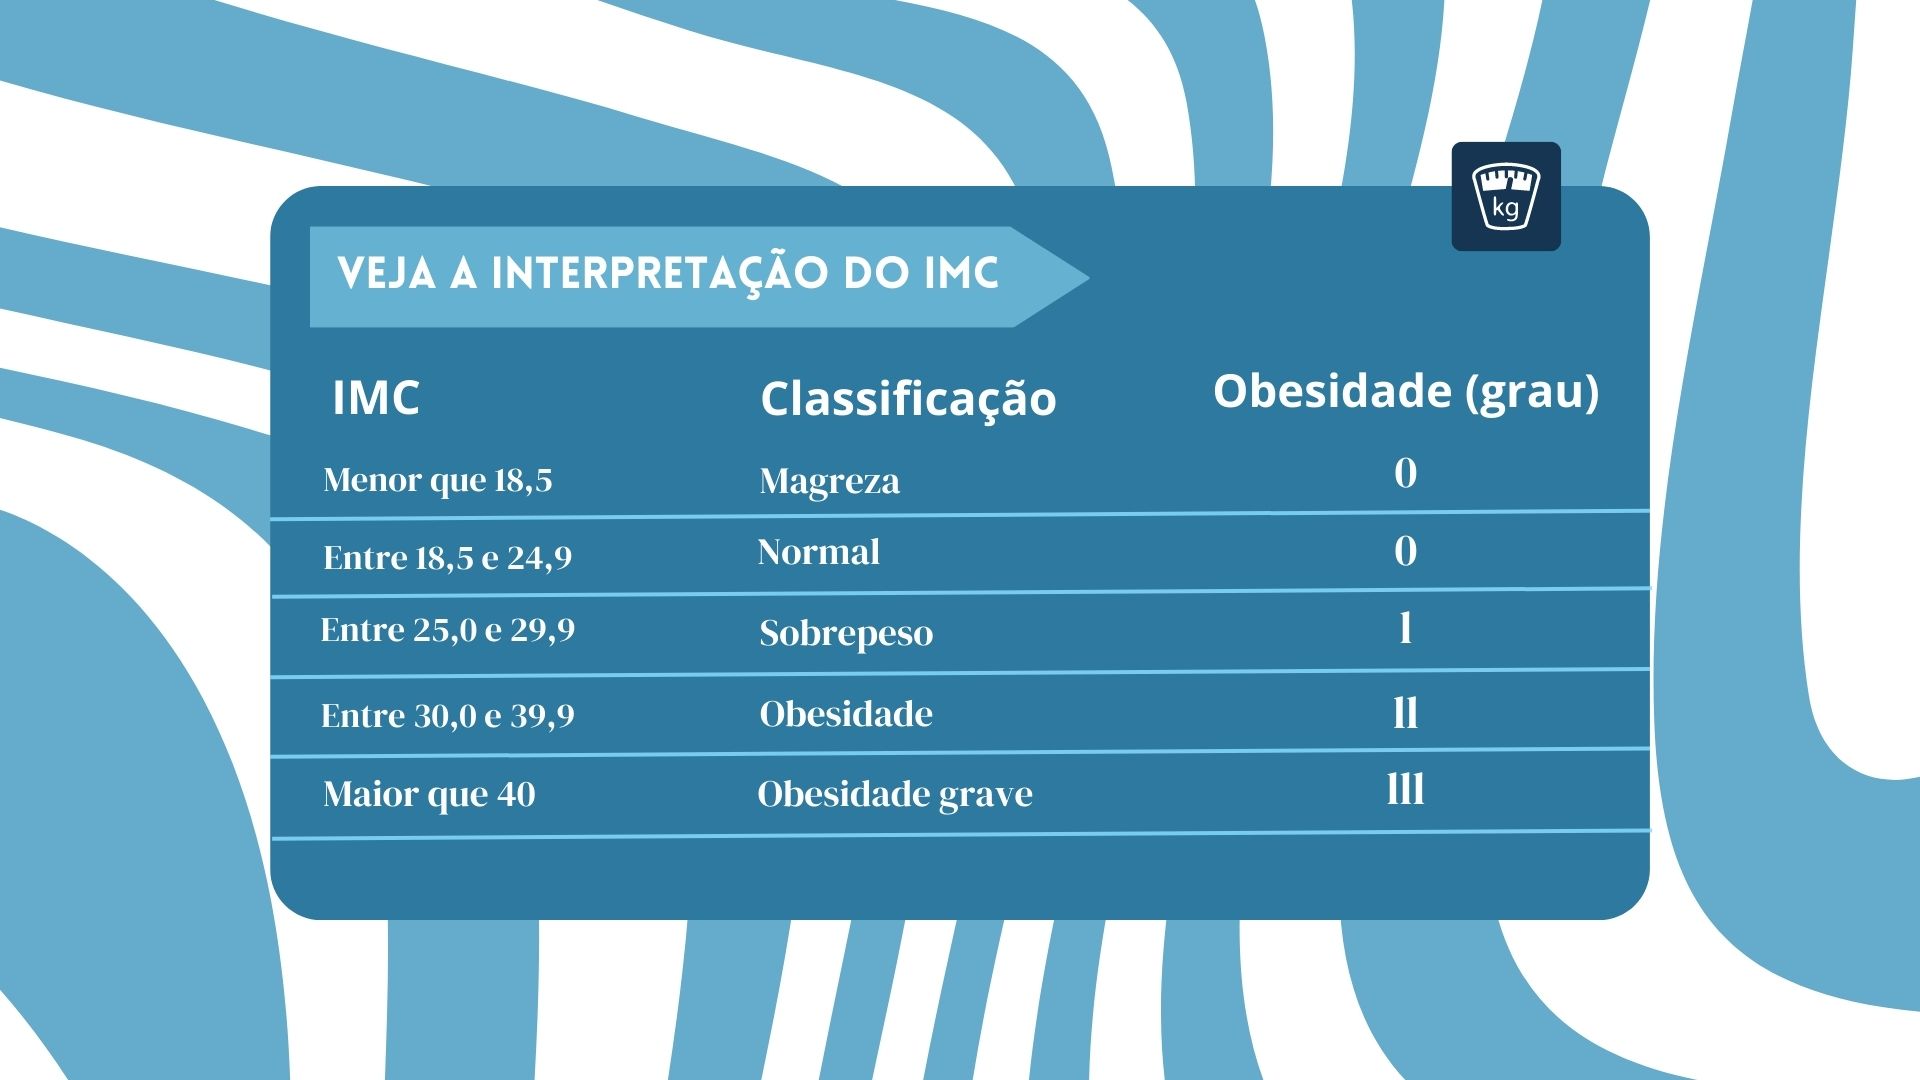 kg
VEJA A INTERPRETAÇÃO DO IMC
IMC Classificação Obesidade (grau)
Menor que 18,5 Magreza 0
Entre 18,5 e 24,9 Normal 0
Entre 25,0 e 29,9 Sobrepeso l
Entre 30,0 e 39,9 Obesidade ll
Maior que 40 Obesidade grave lll